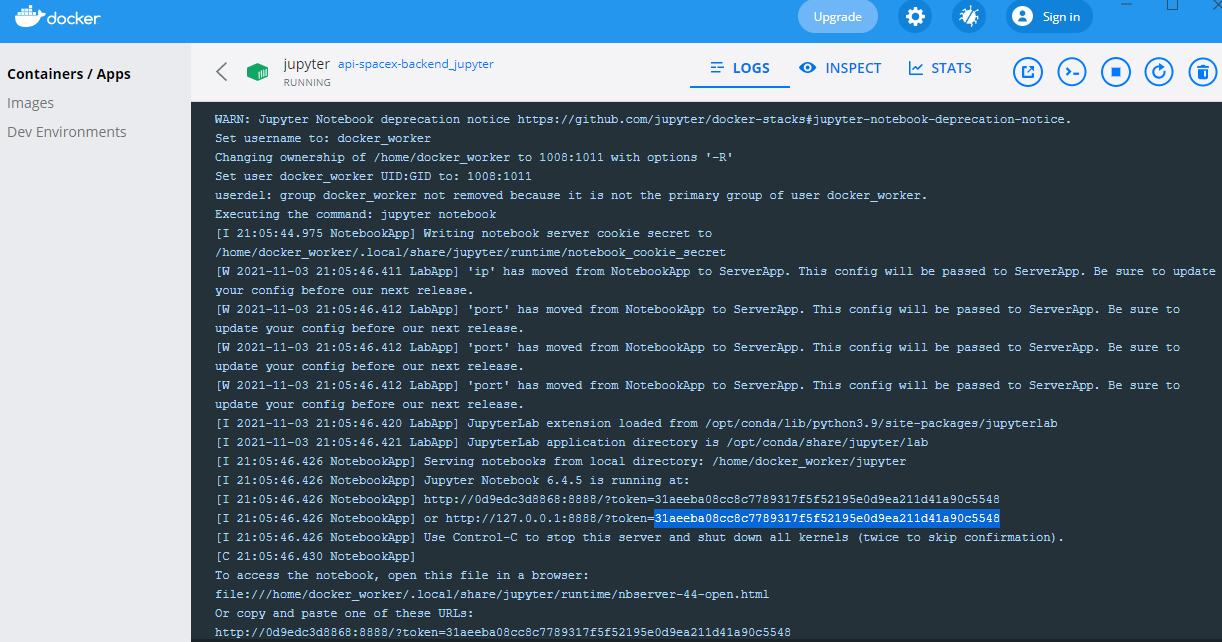 docker
Upgrade
Sign in
Containers / Apps
Images
Dev Environments
jupyter api-spacex-backend_jupyter
RUNNING
LOGS
INSPECT
STATS
WARN: Jupyter Notebook deprecation notice https://github.com/jupyter/docker-stacks#jupyter-notebook-deprecation-notice.
Set username to: docker_worker
Changing ownership of /home/docker_worker to 1008:1011 with options '-R'
Set user docker_worker UID:GID to: 1008:1011
userdel: group docker_worker not removed because it is not the primary group of user docker_worker.
Executing the command: jupyter notebook
[I 21:05:44.975 NotebookApp] Writing notebook server cookie secret to
/home/docker_worker/.local/share/jupyter/runtime/notebook_cookie_secret
[W 2021-11-03 21:05:46.411 LabApp] 'ip' has moved from NotebookApp to ServerApp. This config will be passed to ServerApp. Be sure to update
your config before our next release.
[W 2021-11-03 21:05:46.412 LabApp] 'port' has moved from NotebookApp to ServerApp. This config will be passed to ServerApp. Be sure to
update your config before our next release.
[W 2021-11-03 21:05:46.412 LabApp] 'port' has moved from NotebookApp to ServerApp. This config will be passed to ServerApp. Be sure to
update your config before our next release.
[W 2021-11-03 21:05:46.412 LabApp] 'port' has moved from NotebookApp to ServerApp. This config will be passed to ServerApp. Be sure to
update your config before our next release.
[I 2021-11-03 21:05:46.420 LabApp] JupyterLab extension loaded from /opt/conda/lib/python3.9/site-packages/jupyterlab
[I 2021-11-03 21:05:46.421 LabApp] JupyterLab application directory is /opt/conda/share/jupyter/lab
[I 21:05:46.426 NotebookApp] Serving notebooks from local directory: /home/docker_worker/jupyter
[I 21:05:46.426 NotebookApp] Jupyter Notebook 6.4.5 is running at:
[I 21:05:46.426 NotebookApp] http://0d9edc3d8868:8888/?token=31aeeba08cc8c7789317f5f52195e0d9ea211d41a90c5548
[I 21:05:46.426 NotebookApp] or http://127.0.0.1:8888/?token=31aeeba08cc8c7789317f5f52195e0d9ea211d41a90c5548
[I 21:05:46.426 NotebookApp] Use Control-C to stop this server and shut down all kernels (twice to skip confirmation).
[C 21:05:46.430 NotebookApp]
To access the notebook, open this file in a browser:
file:///home/docker_worker/.local/share/jupyter/runtime/nbserver-44-open.html
Or copy and paste one of these URLs:
http://0d9edc3d8868:8888/?token=31aeeba08cc8c7789317f5f52195e0d9ea211d41a90c5548